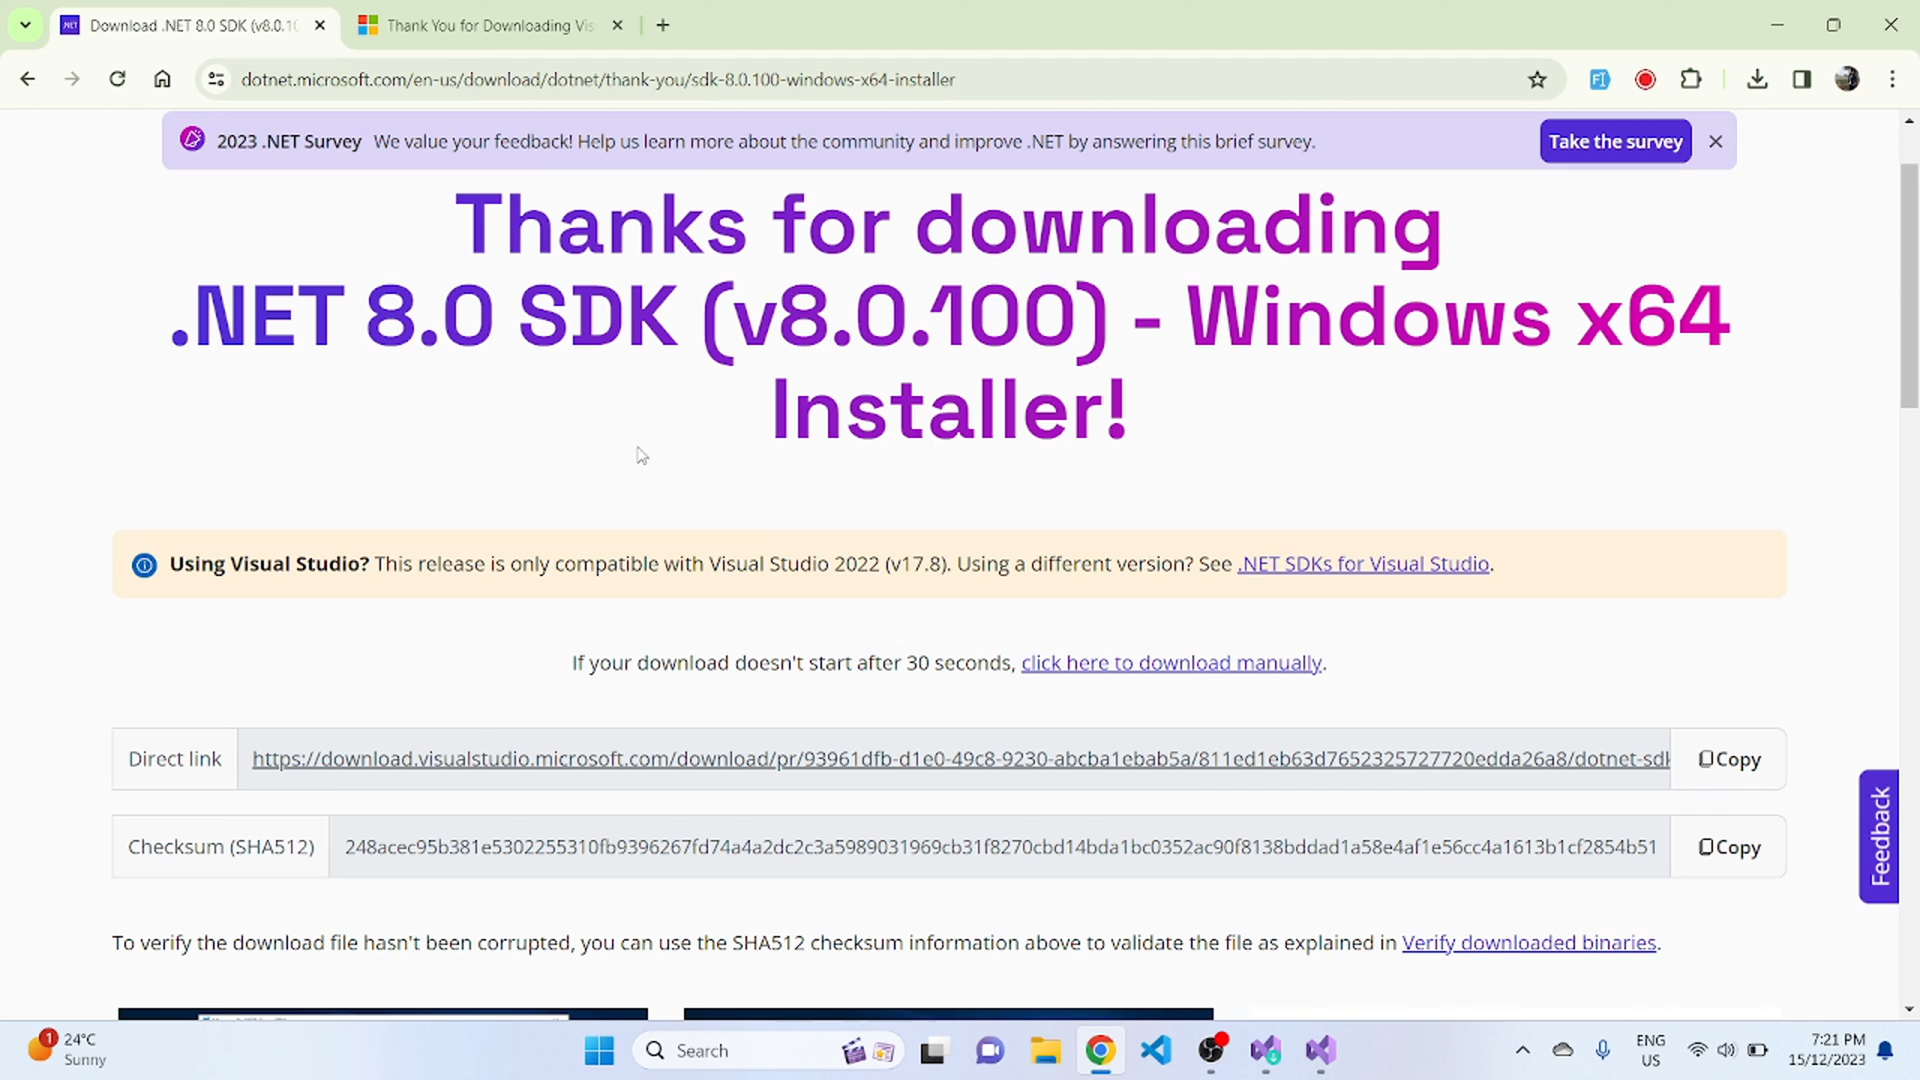 Download .NET 8.0 SDK (v8.0.10
Thank You for Downloading Vis
dotnet.microsoft.com/en-us/download/dotnet/thank-you/sdk-8.0.100-windows-x64-installer
2023 .NET Survey We value your feedback! Help us learn more about the community and improve .NET by answering this brief survey.
Take the survey
Thanks for downloading
.NET 8.0 SDK (v8.0.100) - Windows x64
Installer!
Using Visual Studio? This release is only compatible with Visual Studio 2022 (v17.8). Using a different version? See .NET SDKs for Visual Studio.
If your download doesn't start after 30 seconds, click here to download manually.
Direct link https://download.visualstudio.microsoft.com/download/pr/93961dfb-d1e0-49c8-9230-abcba1ebab5a/811ed1eb63d7652325727720edda26a8/dotnet-sdk Copy
Checksum (SHA512) 248acec95b381e5302255310fb9396267fd74a4a2dc2c3a5989031969cb31f8270cbd14bda1bc0352ac90f8138bddad1a58e4af1e56cc4a1613b1cf2854b51 Copy
Feedback
To verify the download file hasn't been corrupted, you can use the SHA512 checksum information above to validate the file as explained in Verify downloaded binaries.
1
24°C
Sunny
Search
ENG
US
7:21 PM
15/12/2023